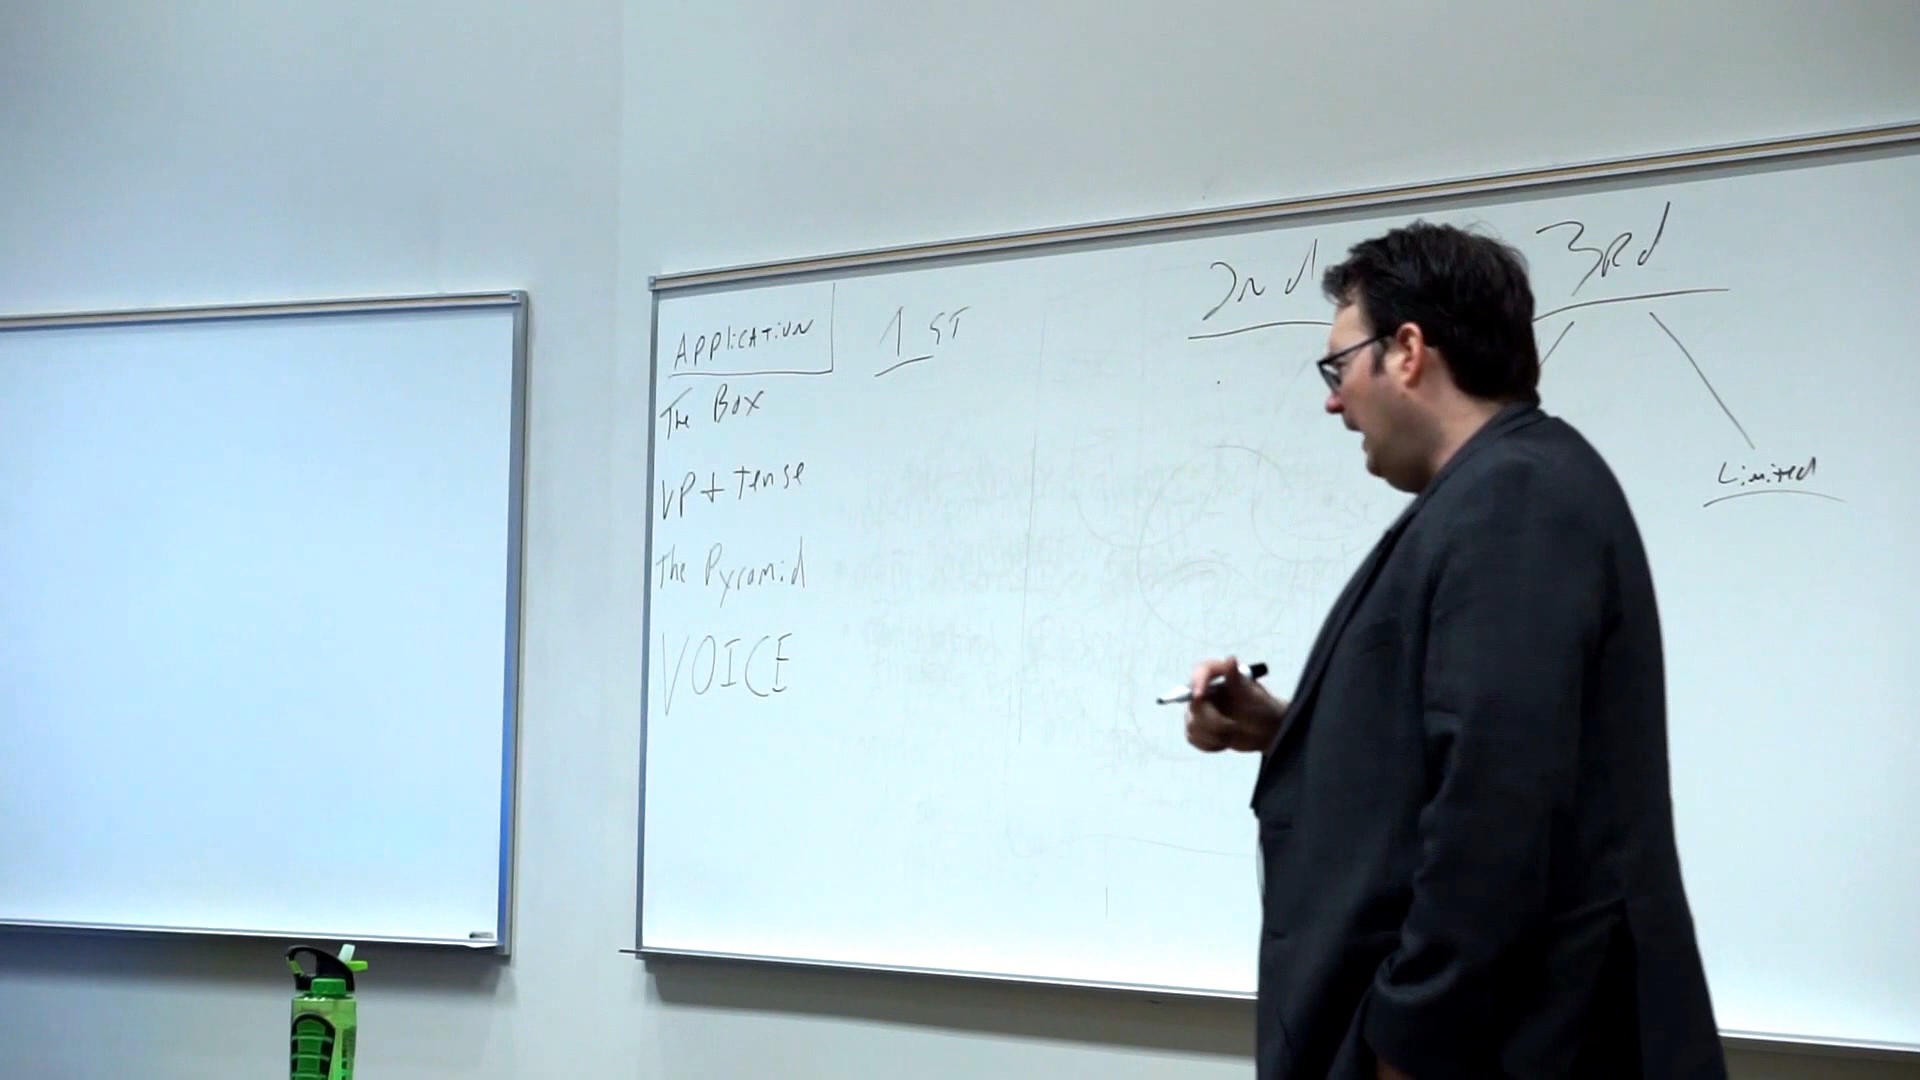 APPlicATiON
1ST
2nd
3Rd
The Box
VP + Tense
Limited
The Pyramid
VOICE